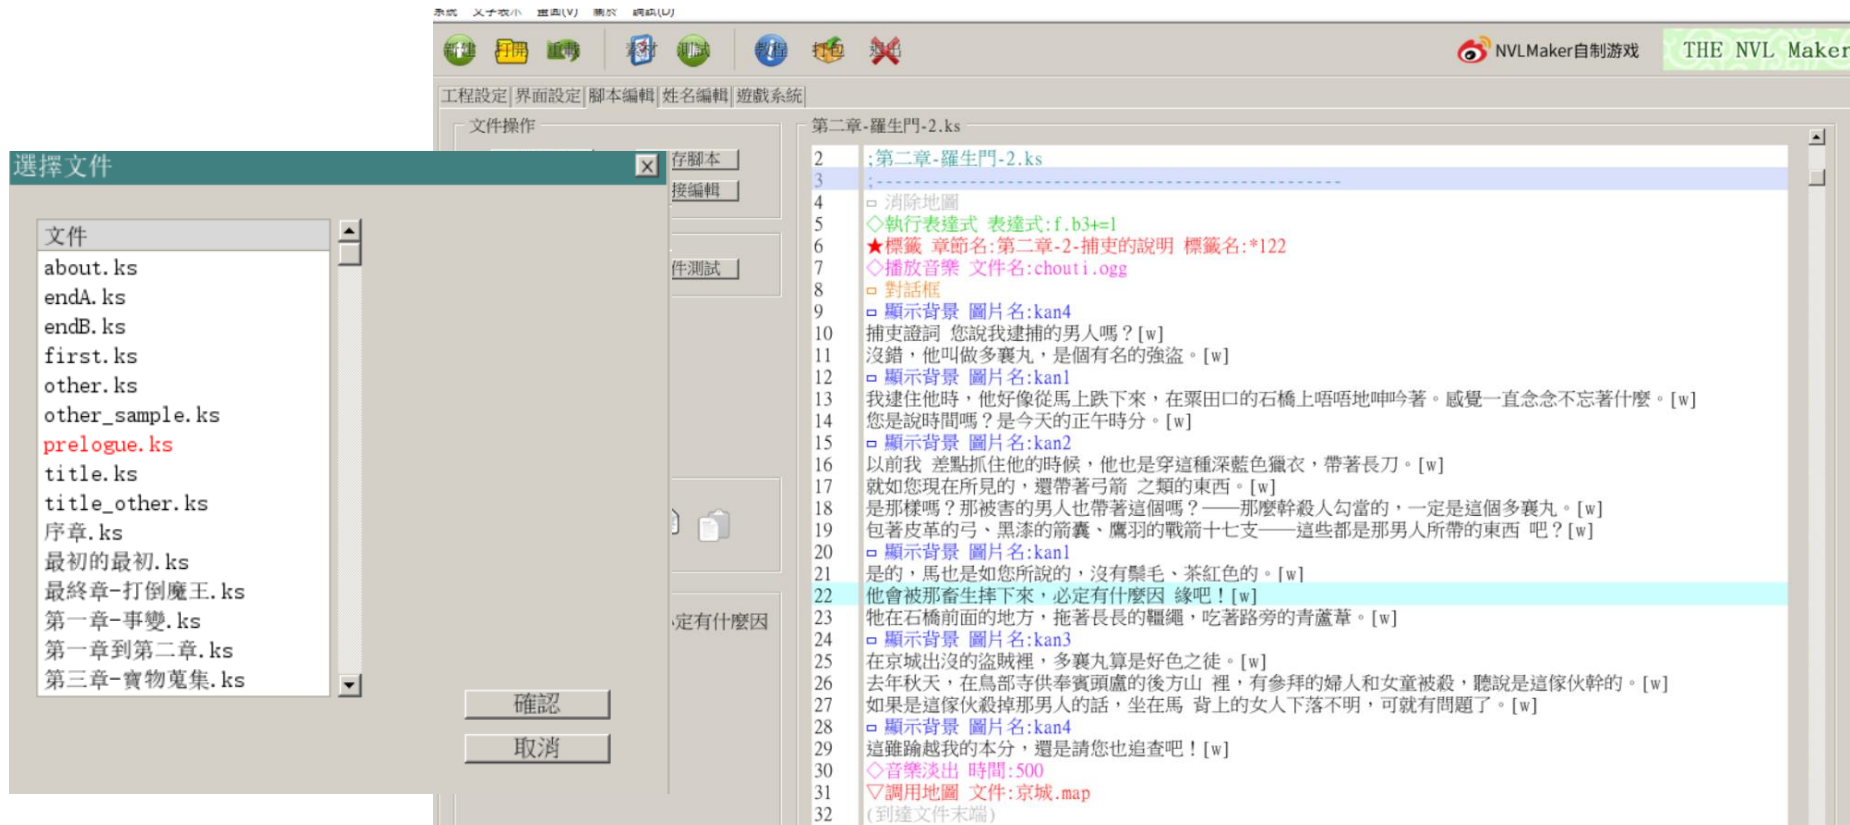 系統 文字表示 畫面(V) 關於 調試(D)
新建 打開 重載 素材 測試 教程 打包 退出
NVLMaker自制游戏
THE NVL Maker
工程設定 界面設定 腳本編輯 姓名編輯 遊戲系統
文件操作
存腳本
接編輯
件測試
必定有什麼因
選擇文件
文件
about.ks
endA.ks
endB.ks
first.ks
other.ks
other_sample.ks
prelogue.ks
title.ks
title_other.ks
序章.ks
最初的最初.ks
最終章-打倒魔王.ks
第一章-事變.ks
第一章到第二章.ks
第三章-寶物蒐集.ks
確認
取消
第二章-羅生門-2.ks
2 ;第二章-羅生門-2.ks
3 ;--------------------------------------------------
4 □ 消除地圖
5 ◇執行表達式 表達式:f.b3+=1
6 ★標籤 章節名:第二章-2-捕吏的說明 標籤名:*122
7 ◇播放音樂 文件名:chouti.ogg
8 □ 對話框
9 □ 顯示背景 圖片名:kan4
10 捕吏證詞 您說我逮捕的男人嗎？[w]
11 沒錯，他叫做多襄丸，是個有名的強盜。[w]
12 □ 顯示背景 圖片名:kan1
13 我逮住他時，他好像從馬上跌下來，在粟田口的石橋上唔唔地呻吟著。感覺一直念念不忘著什麼。[w]
14 您是說時間嗎？是今天的正午時分。[w]
15 □ 顯示背景 圖片名:kan2
16 以前我 差點抓住他的時候，他也是穿這種深藍色獵衣，帶著長刀。[w]
17 就如您現在所見的，還帶著弓箭 之類的東西。[w]
18 是那樣嗎？那被害的男人也帶著這個嗎？──那麼幹殺人勾當的，一定是這個多襄丸。[w]
19 包著皮革的弓、黑漆的箭囊、鷹羽的戰箭十七支──這些都是那男人所帶的東西 吧？[w]
20 □ 顯示背景 圖片名:kan1
21 是的，馬也是如您所說的，沒有鬃毛、茶紅色的。[w]
22 他會被那畜生摔下來，必定有什麼因 緣吧！[w]
23 牠在石橋前面的地方，拖著長長的韁繩，吃著路旁的青蘆葦。[w]
24 □ 顯示背景 圖片名:kan3
25 在京城出沒的盜賊裡，多襄丸算是好色之徒。[w]
26 去年秋天，在鳥部寺供奉賓頭盧的後方山 裡，有參拜的婦人和女童被殺，聽說是這傢伙幹的。[w]
27 如果是這傢伙殺掉那男人的話，坐在馬 背上的女人下落不明，可就有問題了。[w]
28 □ 顯示背景 圖片名:kan4
29 這雖踰越我的本分，還是請您也追查吧！[w]
30 ◇音樂淡出 時間:500
31 ▽調用地圖 文件:京城.map
32 (到達文件末端)